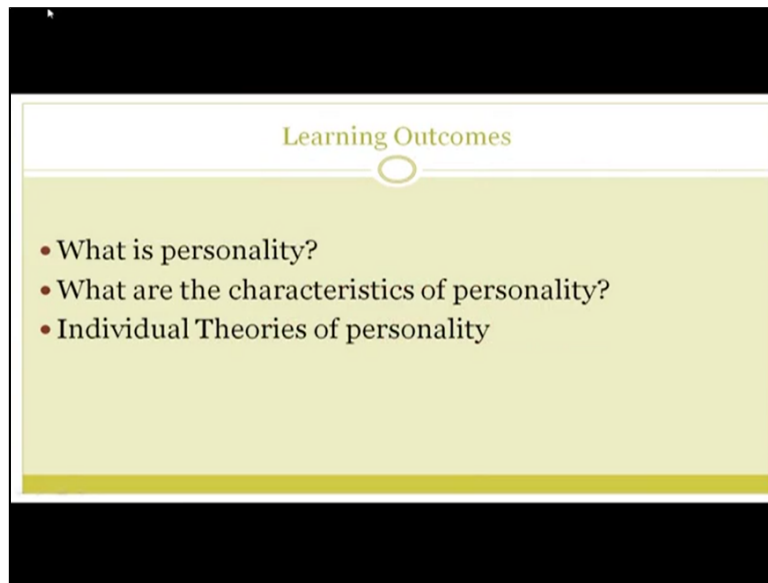 Learning Outcomes
• What is personality?
• What are the characteristics of personality?
• Individual Theories of personality